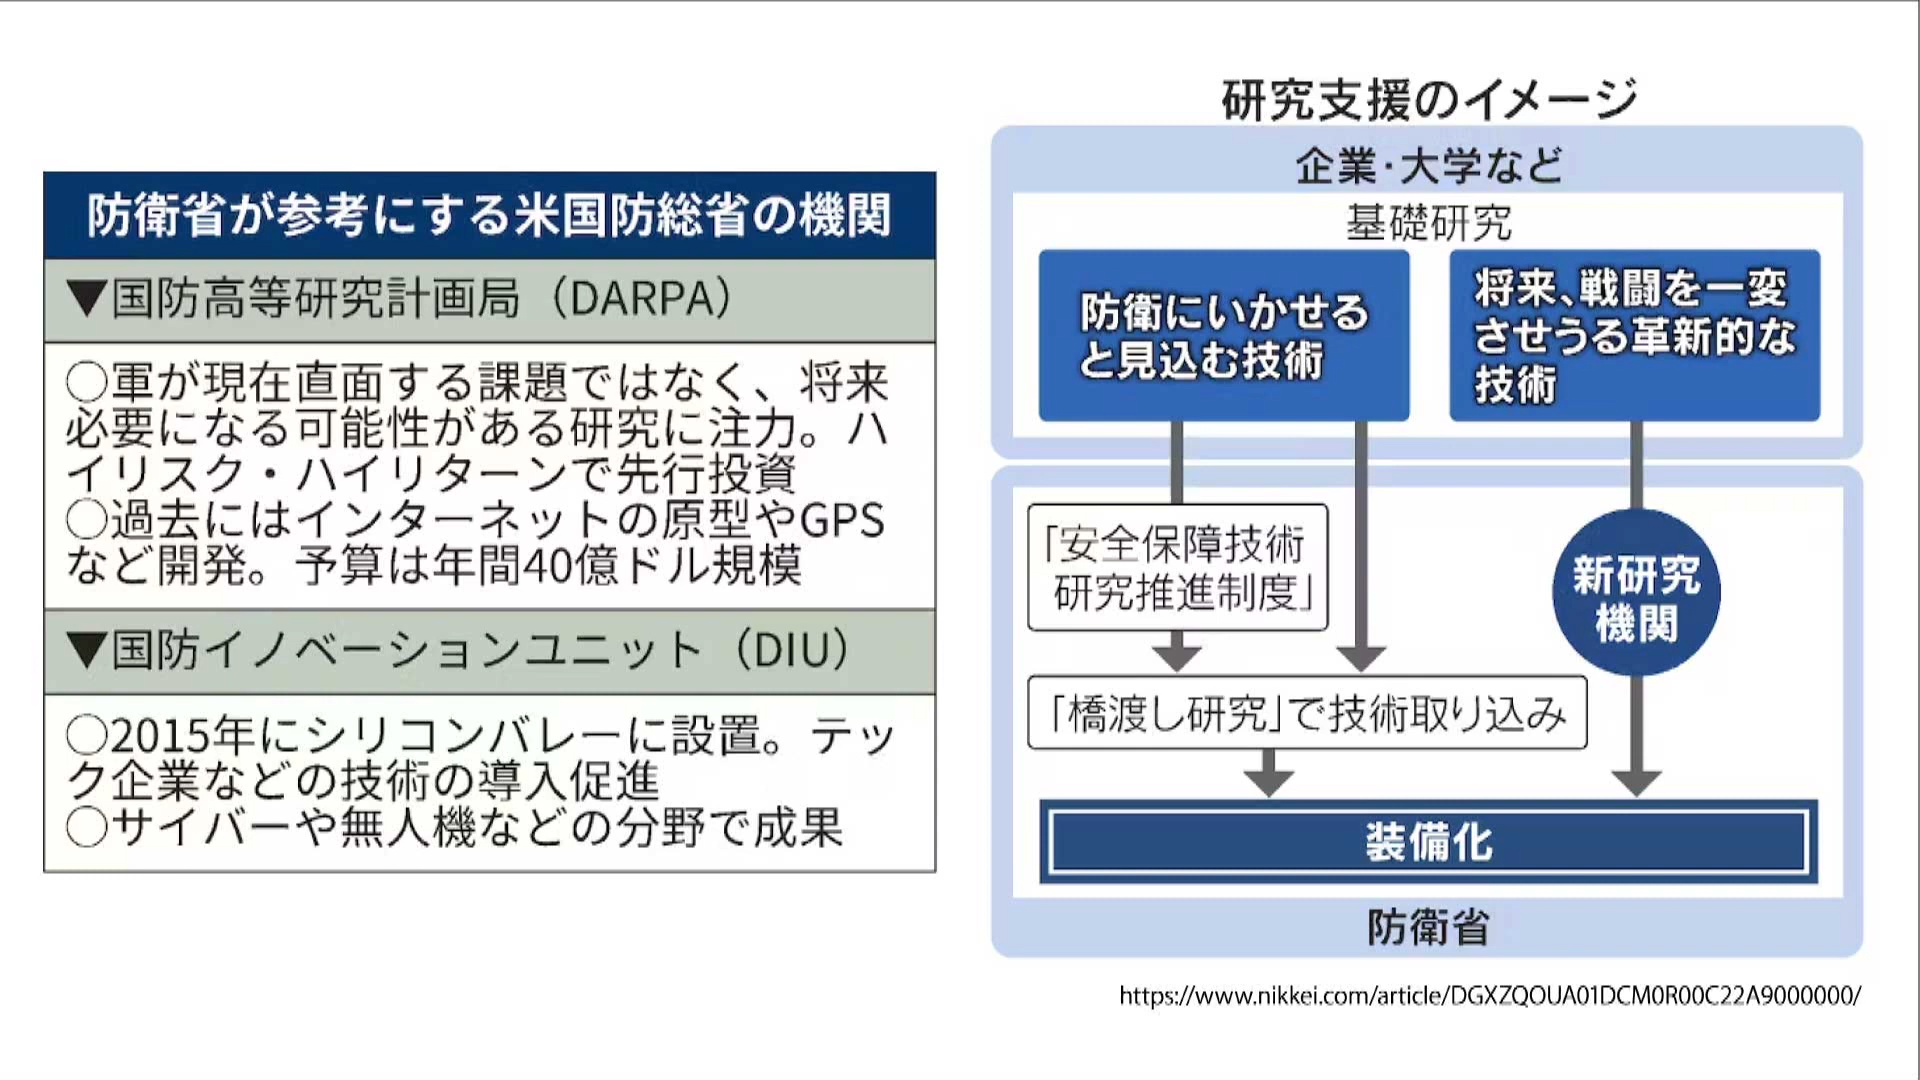 防衛省が参考にする米国防総省の機関
▼国防高等研究計画局（DARPA）
○軍が現在直面する課題ではなく、将来
必要になる可能性がある研究に注力。ハ
イリスク・ハイリターンで先行投資
○過去にはインターネットの原型やGPS
など開発。予算は年間40億ドル規模
▼国防イノベーションユニット（DIU）
○2015年にシリコンバレーに設置。テッ
ク企業などの技術の導入促進
○サイバーや無人機などの分野で成果
研究支援のイメージ
企業・大学など
基礎研究
防衛にいかせる
と見込む技術
将来、戦闘を一変
させうる革新的な
技術
「安全保障技術
研究推進制度」
新研究
機関
「橋渡し研究」で技術取り込み
装備化
防衛省
https://www.nikkei.com/article/DGXZQOUA01DCM0R00C22A9000000/